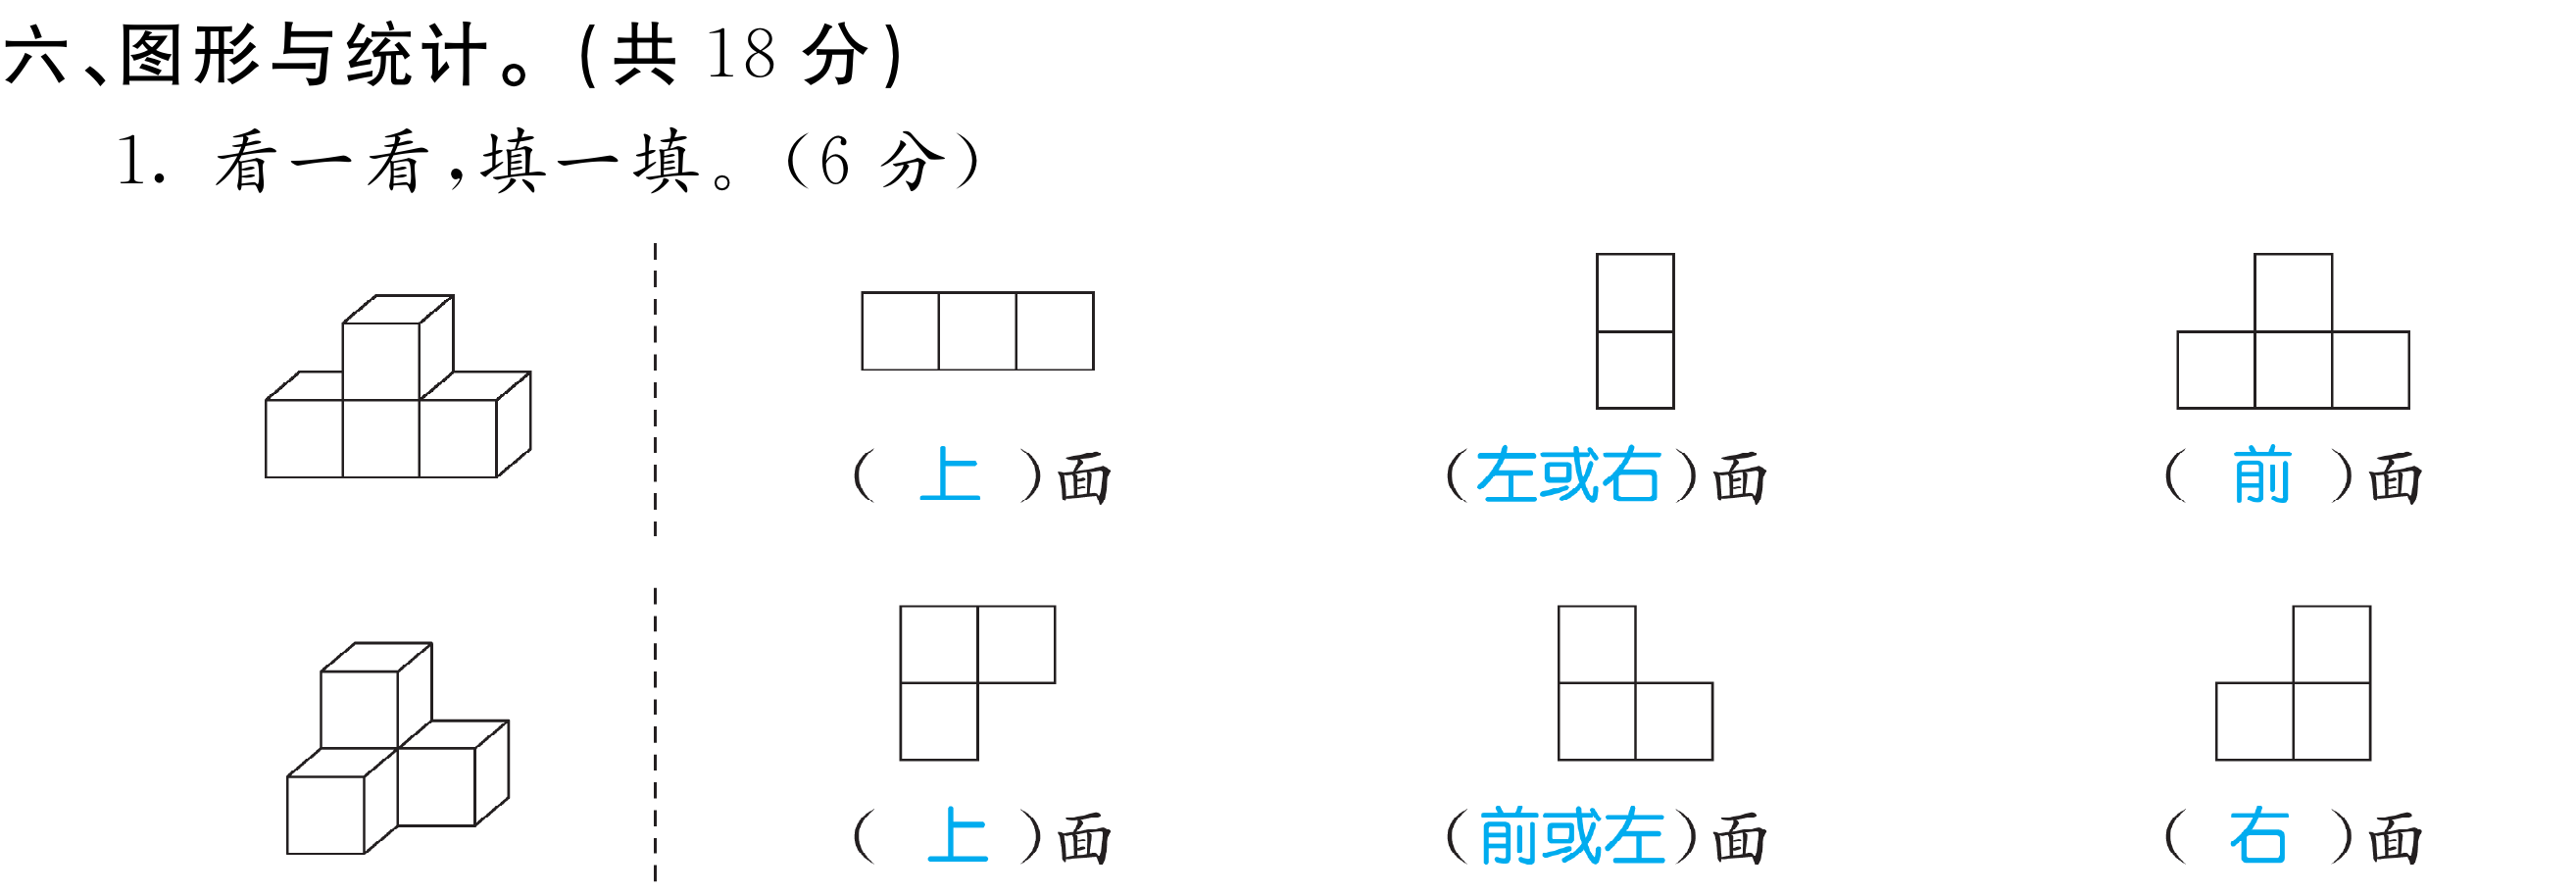 六、图形与统计。(共 18 分)
1. 看一看,填一填。(6 分)
( 上 )面 (左或右)面 ( 前 )面
( 上 )面 (前或左)面 ( 右 )面